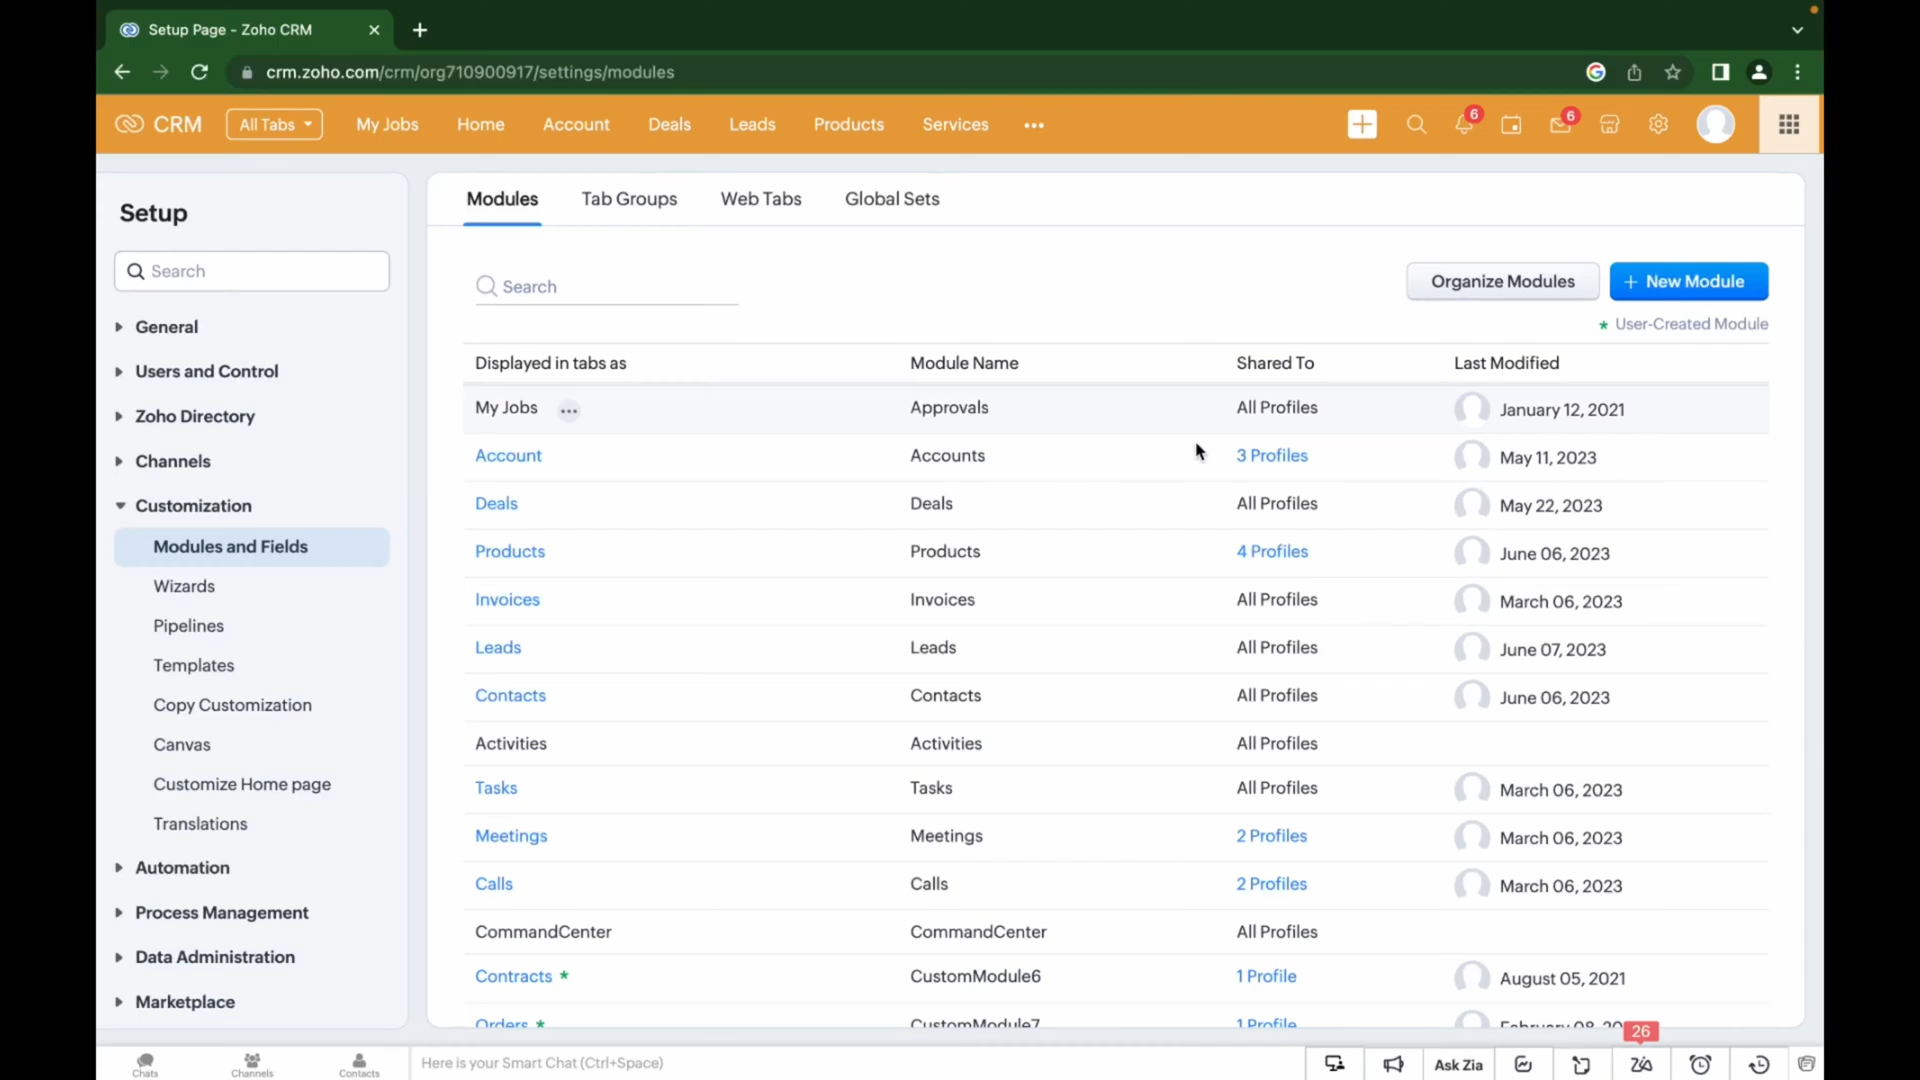 Setup Page - Zoho CRM
crm.zoho.com/crm/org710900917/settings/modules
CRM All Tabs My Jobs Home Account Deals Leads Products Services 6 6
Setup
Search
General
Users and Control
Zoho Directory
Channels
Customization
Modules and Fields
Wizards
Pipelines
Templates
Copy Customization
Canvas
Customize Home page
Translations
Automation
Process Management
Data Administration
Marketplace
Modules Tab Groups Web Tabs Global Sets
Search
Organize Modules + New Module
* User-Created Module
Displayed in tabs as Module Name Shared To Last Modified
My Jobs ... Approvals All Profiles January 12, 2021
Account Accounts 3 Profiles May 11, 2023
Deals Deals All Profiles May 22, 2023
Products Products 4 Profiles June 06, 2023
Invoices Invoices All Profiles March 06, 2023
Leads Leads All Profiles June 07, 2023
Contacts Contacts All Profiles June 06, 2023
Activities Activities All Profiles
Tasks Tasks All Profiles March 06, 2023
Meetings Meetings 2 Profiles March 06, 2023
Calls Calls 2 Profiles March 06, 2023
CommandCenter CommandCenter All Profiles
Contracts * CustomModule6 1 Profile August 05, 2021
Orders * CustomModule7 1 Profile February 08,
26
Chats Channels Contacts Here is your Smart Chat (Ctrl+Space) Ask Zia